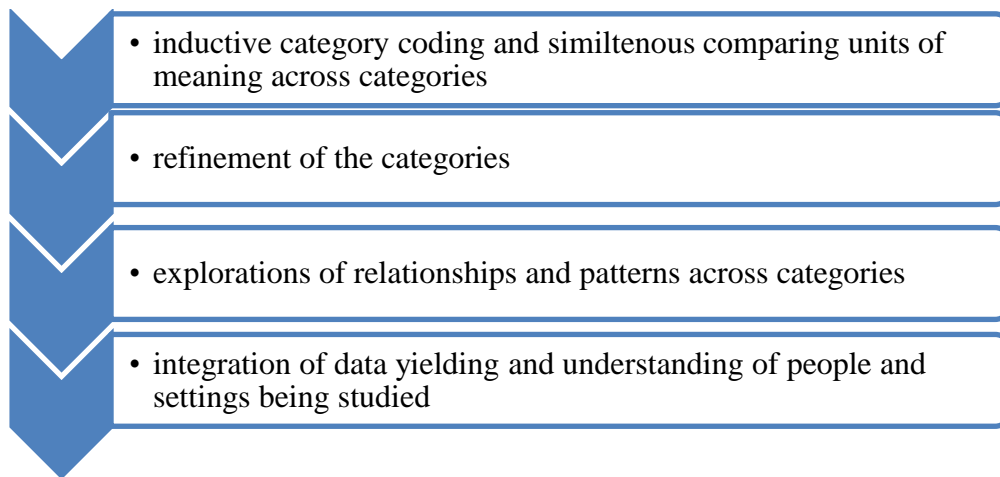 • inductive category coding and similtenous comparing units of
meaning across categories
• refinement of the categories
• explorations of relationships and patterns across categories
• integration of data yielding and understanding of people and
settings being studied